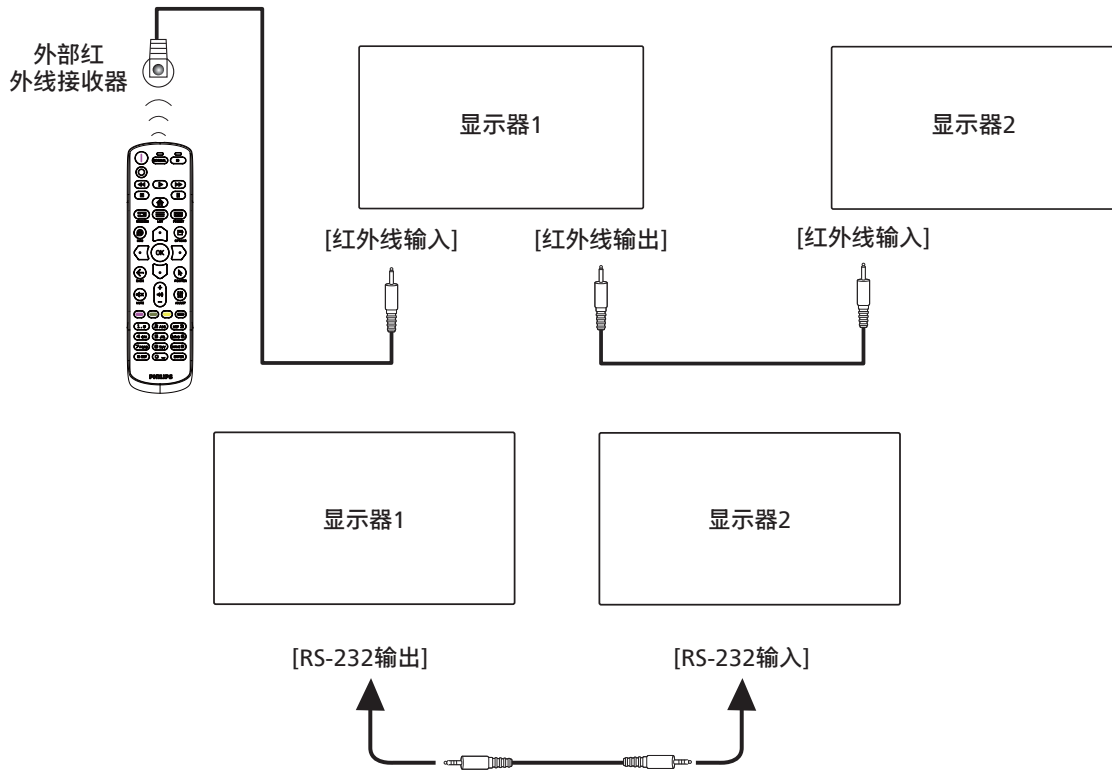 外部红
外线接收器
显示器1
显示器2
[红外线输入]
[红外线输出]
[红外线输入]
OK
PHILIPS
显示器1
显示器2
[RS-232输出]
[RS-232输入]